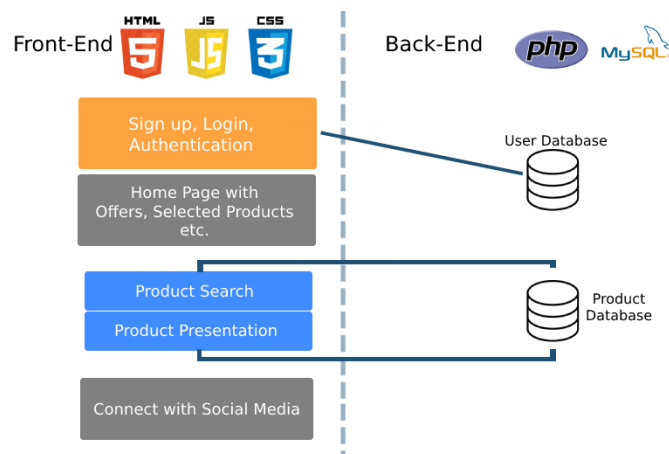 Front-End
HTML
5
JS
JS
CSS
3
Back-End
php
MySQL
Sign up, Login,
Authentication
User Database
Home Page with
Offers, Selected Products
etc.
Product Search
Product Presentation
Product
Database
Connect with Social Media